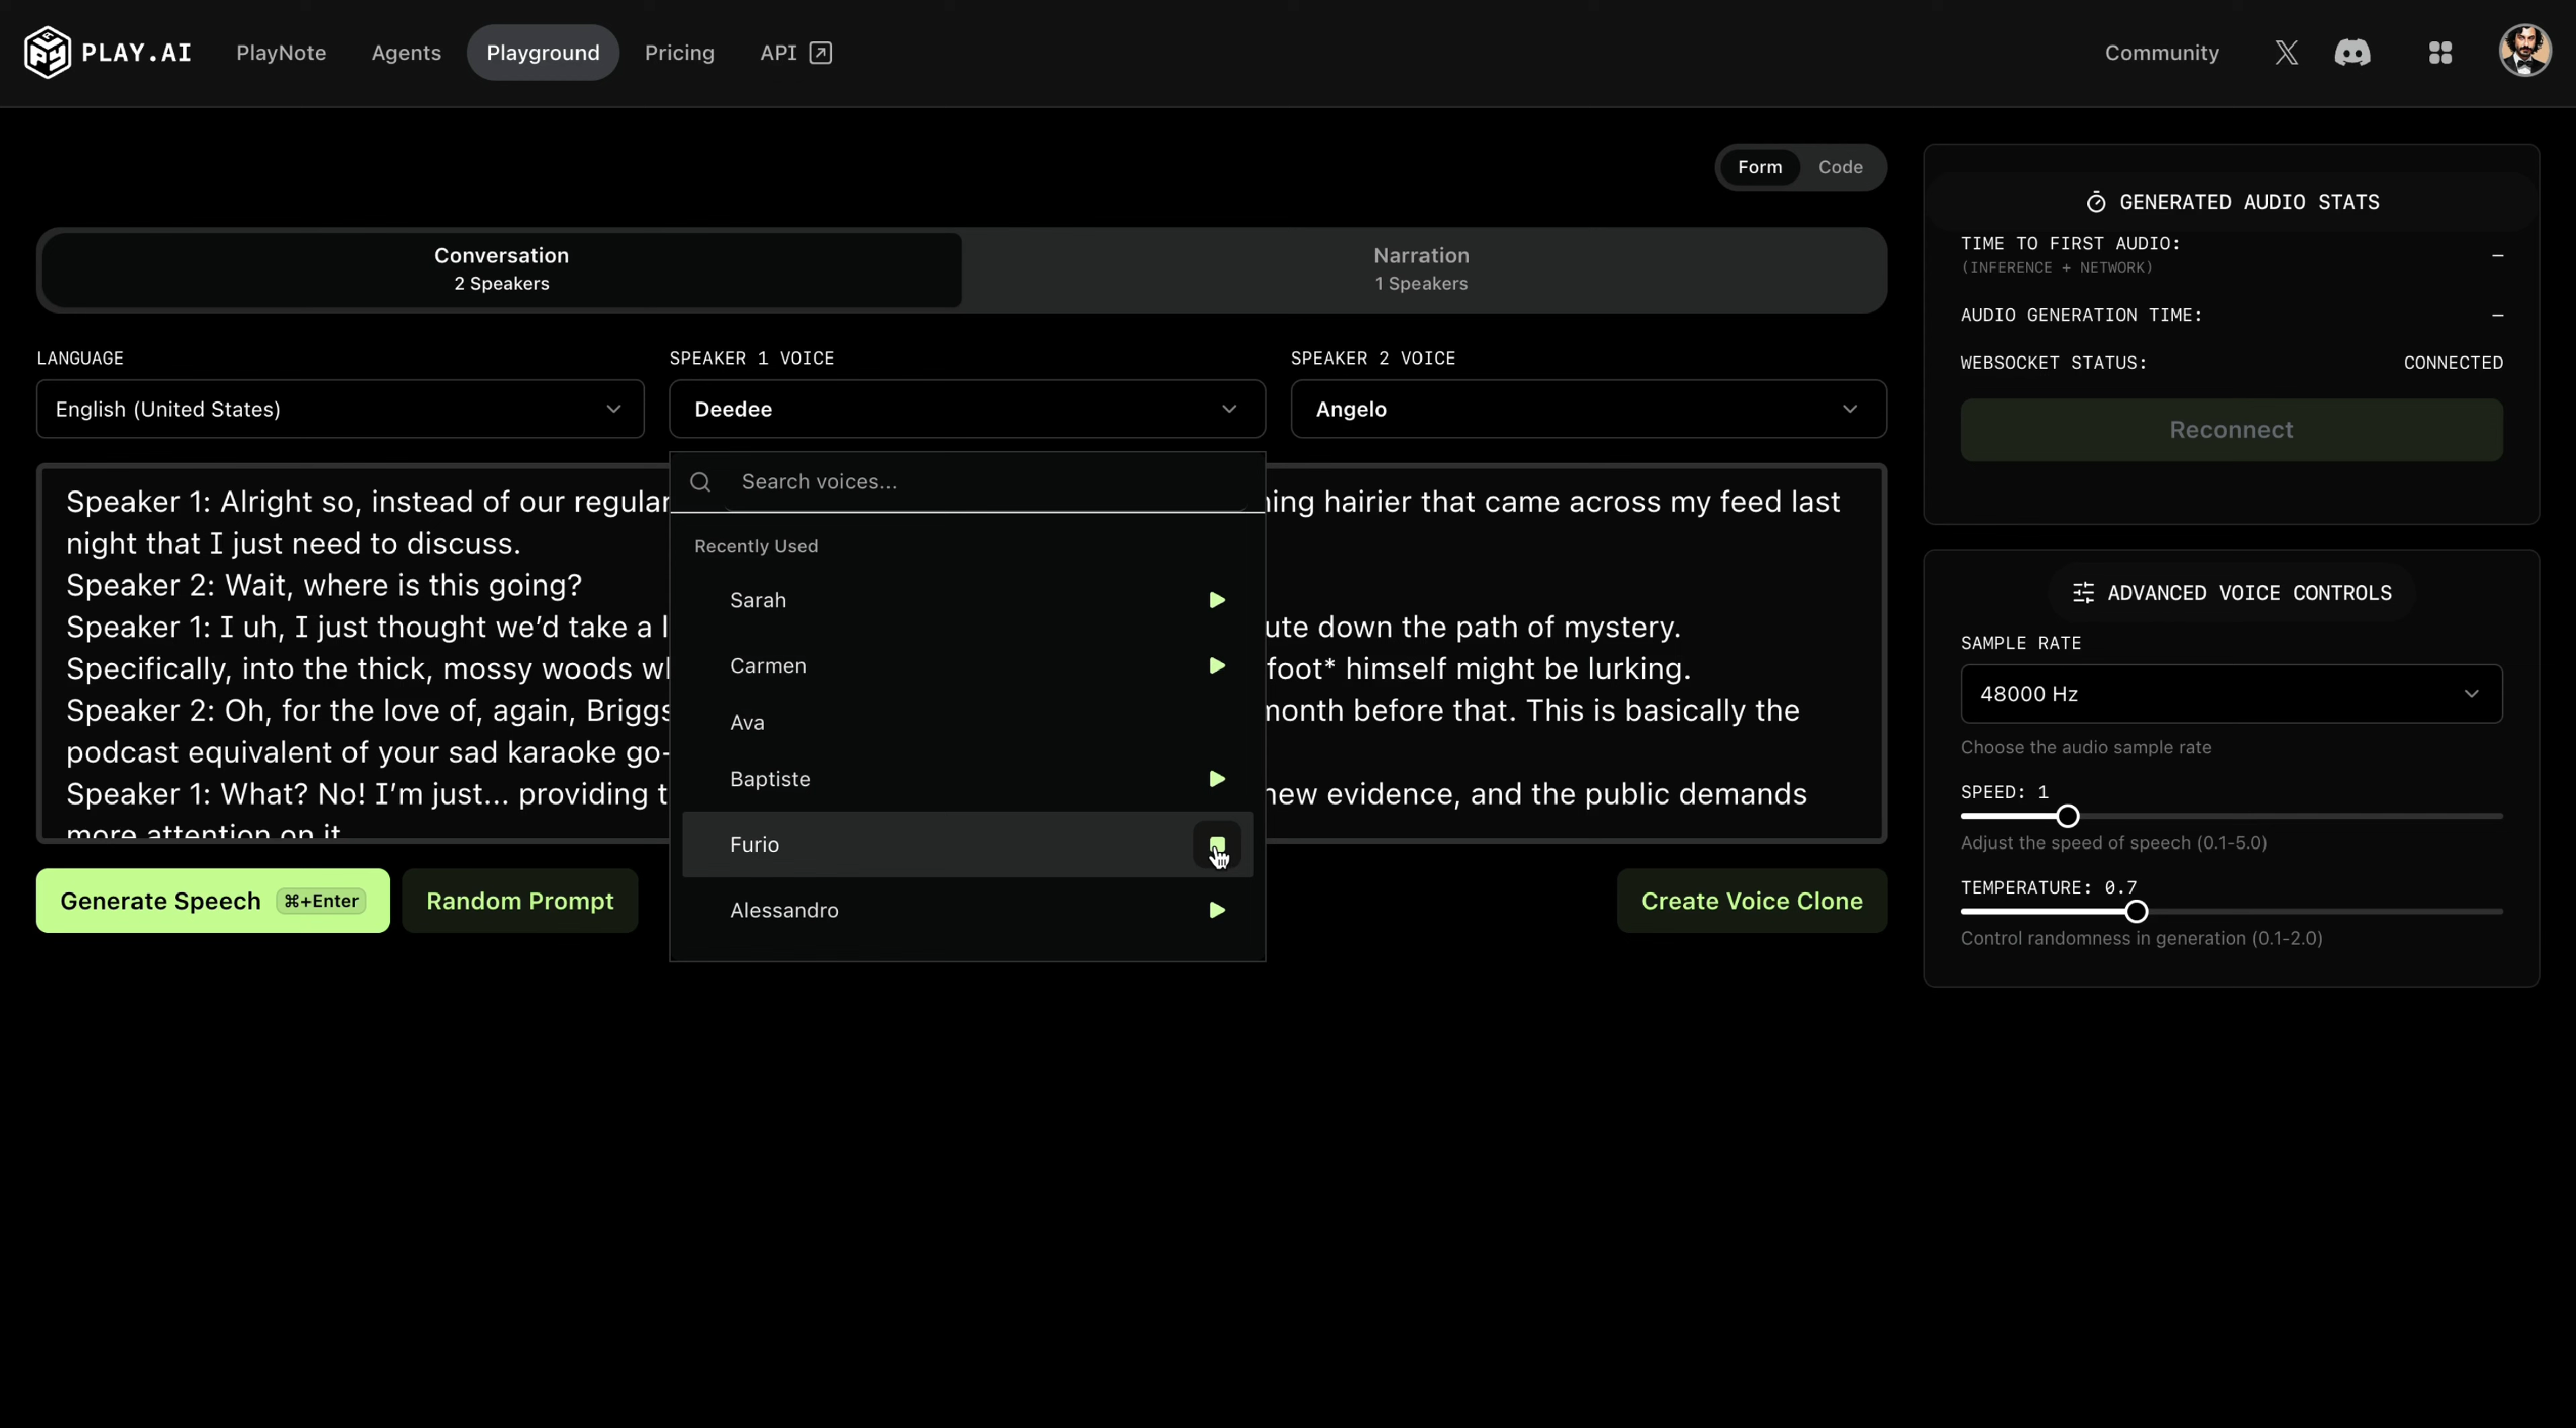 PLAY.AI
PlayNote
Agents
Playground
Pricing
API
Community
Form
Code
Conversation
2 Speakers
Narration
1 Speakers
LANGUAGE
English (United States)
SPEAKER 1 VOICE
Deedee
SPEAKER 2 VOICE
Angelo
Speaker 1: Alright so, instead of our regular
ing hairier that came across my feed last
night that I just need to discuss.
Speaker 2: Wait, where is this going?
Speaker 1: I uh, I just thought we'd take a l
ute down the path of mystery.
Specifically, into the thick, mossy woods w
foot* himself might be lurking.
Speaker 2: Oh, for the love of, again, Briggs
month before that. This is basically the
podcast equivalent of your sad karaoke go-
Speaker 1: What? No! I'm just... providing t
new evidence, and the public demands
more attention on it
Search voices...
Recently Used
Sarah
Carmen
Ava
Baptiste
Furio
Alessandro
Generate Speech ⌘+Enter
Random Prompt
Create Voice Clone
GENERATED AUDIO STATS
TIME TO FIRST AUDIO: –
(INFERENCE + NETWORK)
AUDIO GENERATION TIME: –
WEBSOCKET STATUS: CONNECTED
Reconnect
ADVANCED VOICE CONTROLS
SAMPLE RATE
48000 Hz
Choose the audio sample rate
SPEED: 1
Adjust the speed of speech (0.1-5.0)
TEMPERATURE: 0.7
Control randomness in generation (0.1-2.0)